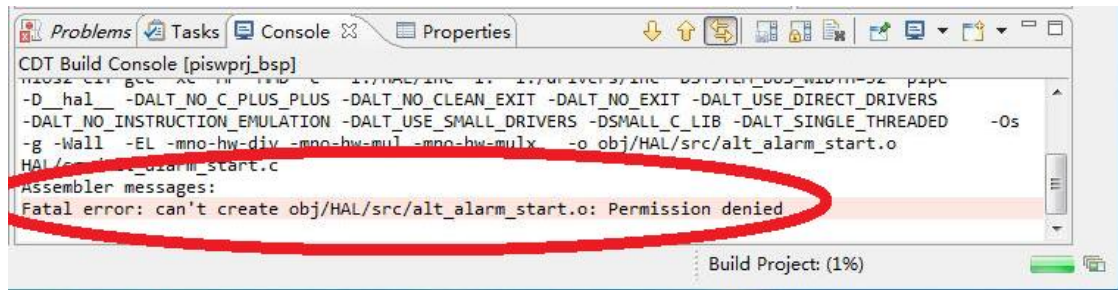 Problems Tasks Console Properties
CDT Build Console [piswprj_bsp]
-D__hal__ -DALT_NO_C_PLUS_PLUS -DALT_NO_CLEAN_EXIT -DALT_NO_EXIT -DALT_USE_DIRECT_DRIVERS
-DALT_NO_INSTRUCTION_EMULATION -DALT_USE_SMALL_DRIVERS -DSMALL_C_LIB -DALT_SINGLE_THREADED -Os
-g -Wall -EL -mno-hw-div -mno-hw-mul -mno-hw-mulx -o obj/HAL/src/alt_alarm_start.o
Assembler messages:
Fatal error: can't create obj/HAL/src/alt_alarm_start.o: Permission denied
Build Project: (1%)